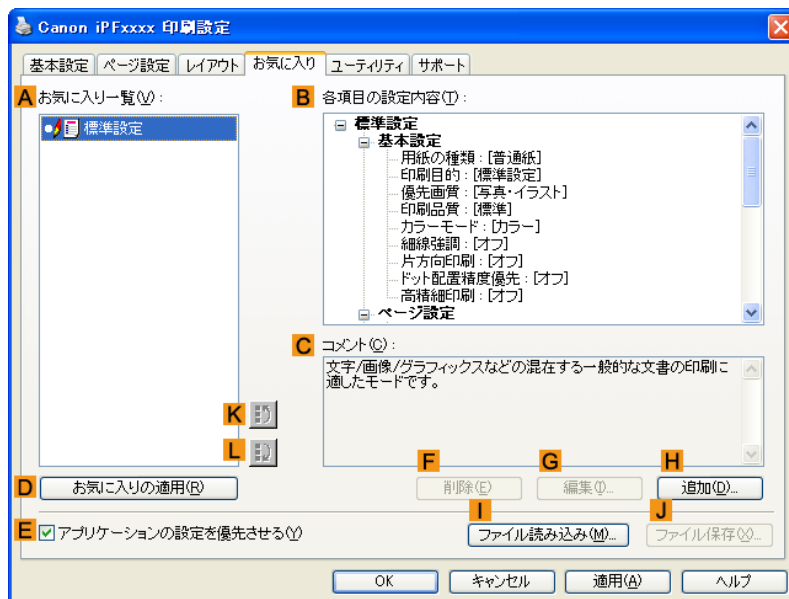 Canon iPFxxxx 印刷設定
基本設定 ページ設定 レイアウト お気に入り ユーティリティ サポート
A お気に入り一覧(V):
標準設定
B 各項目の設定内容(T):
標準設定
基本設定
用紙の種類:[普通紙]
印刷目的:[標準設定]
優先画質:[写真・イラスト]
印刷品質:[標準]
カラーモード:[カラー]
細線強調:[オフ]
片方向印刷:[オフ]
ドット配置精度優先:[オフ]
高精細印刷:[オフ]
ページ設定
C コメント(C):
文字/画像/グラフィックスなどの混在する一般的な文書の印刷に
適したモードです。
K
L
D お気に入りの適用(R)
F 削除(E)
G 編集(I)...
H 追加(D)...
E アプリケーションの設定を優先させる(Y)
I ファイル読み込み(M)...
J ファイル保存(X)...
OK キャンセル 適用(A) ヘルプ